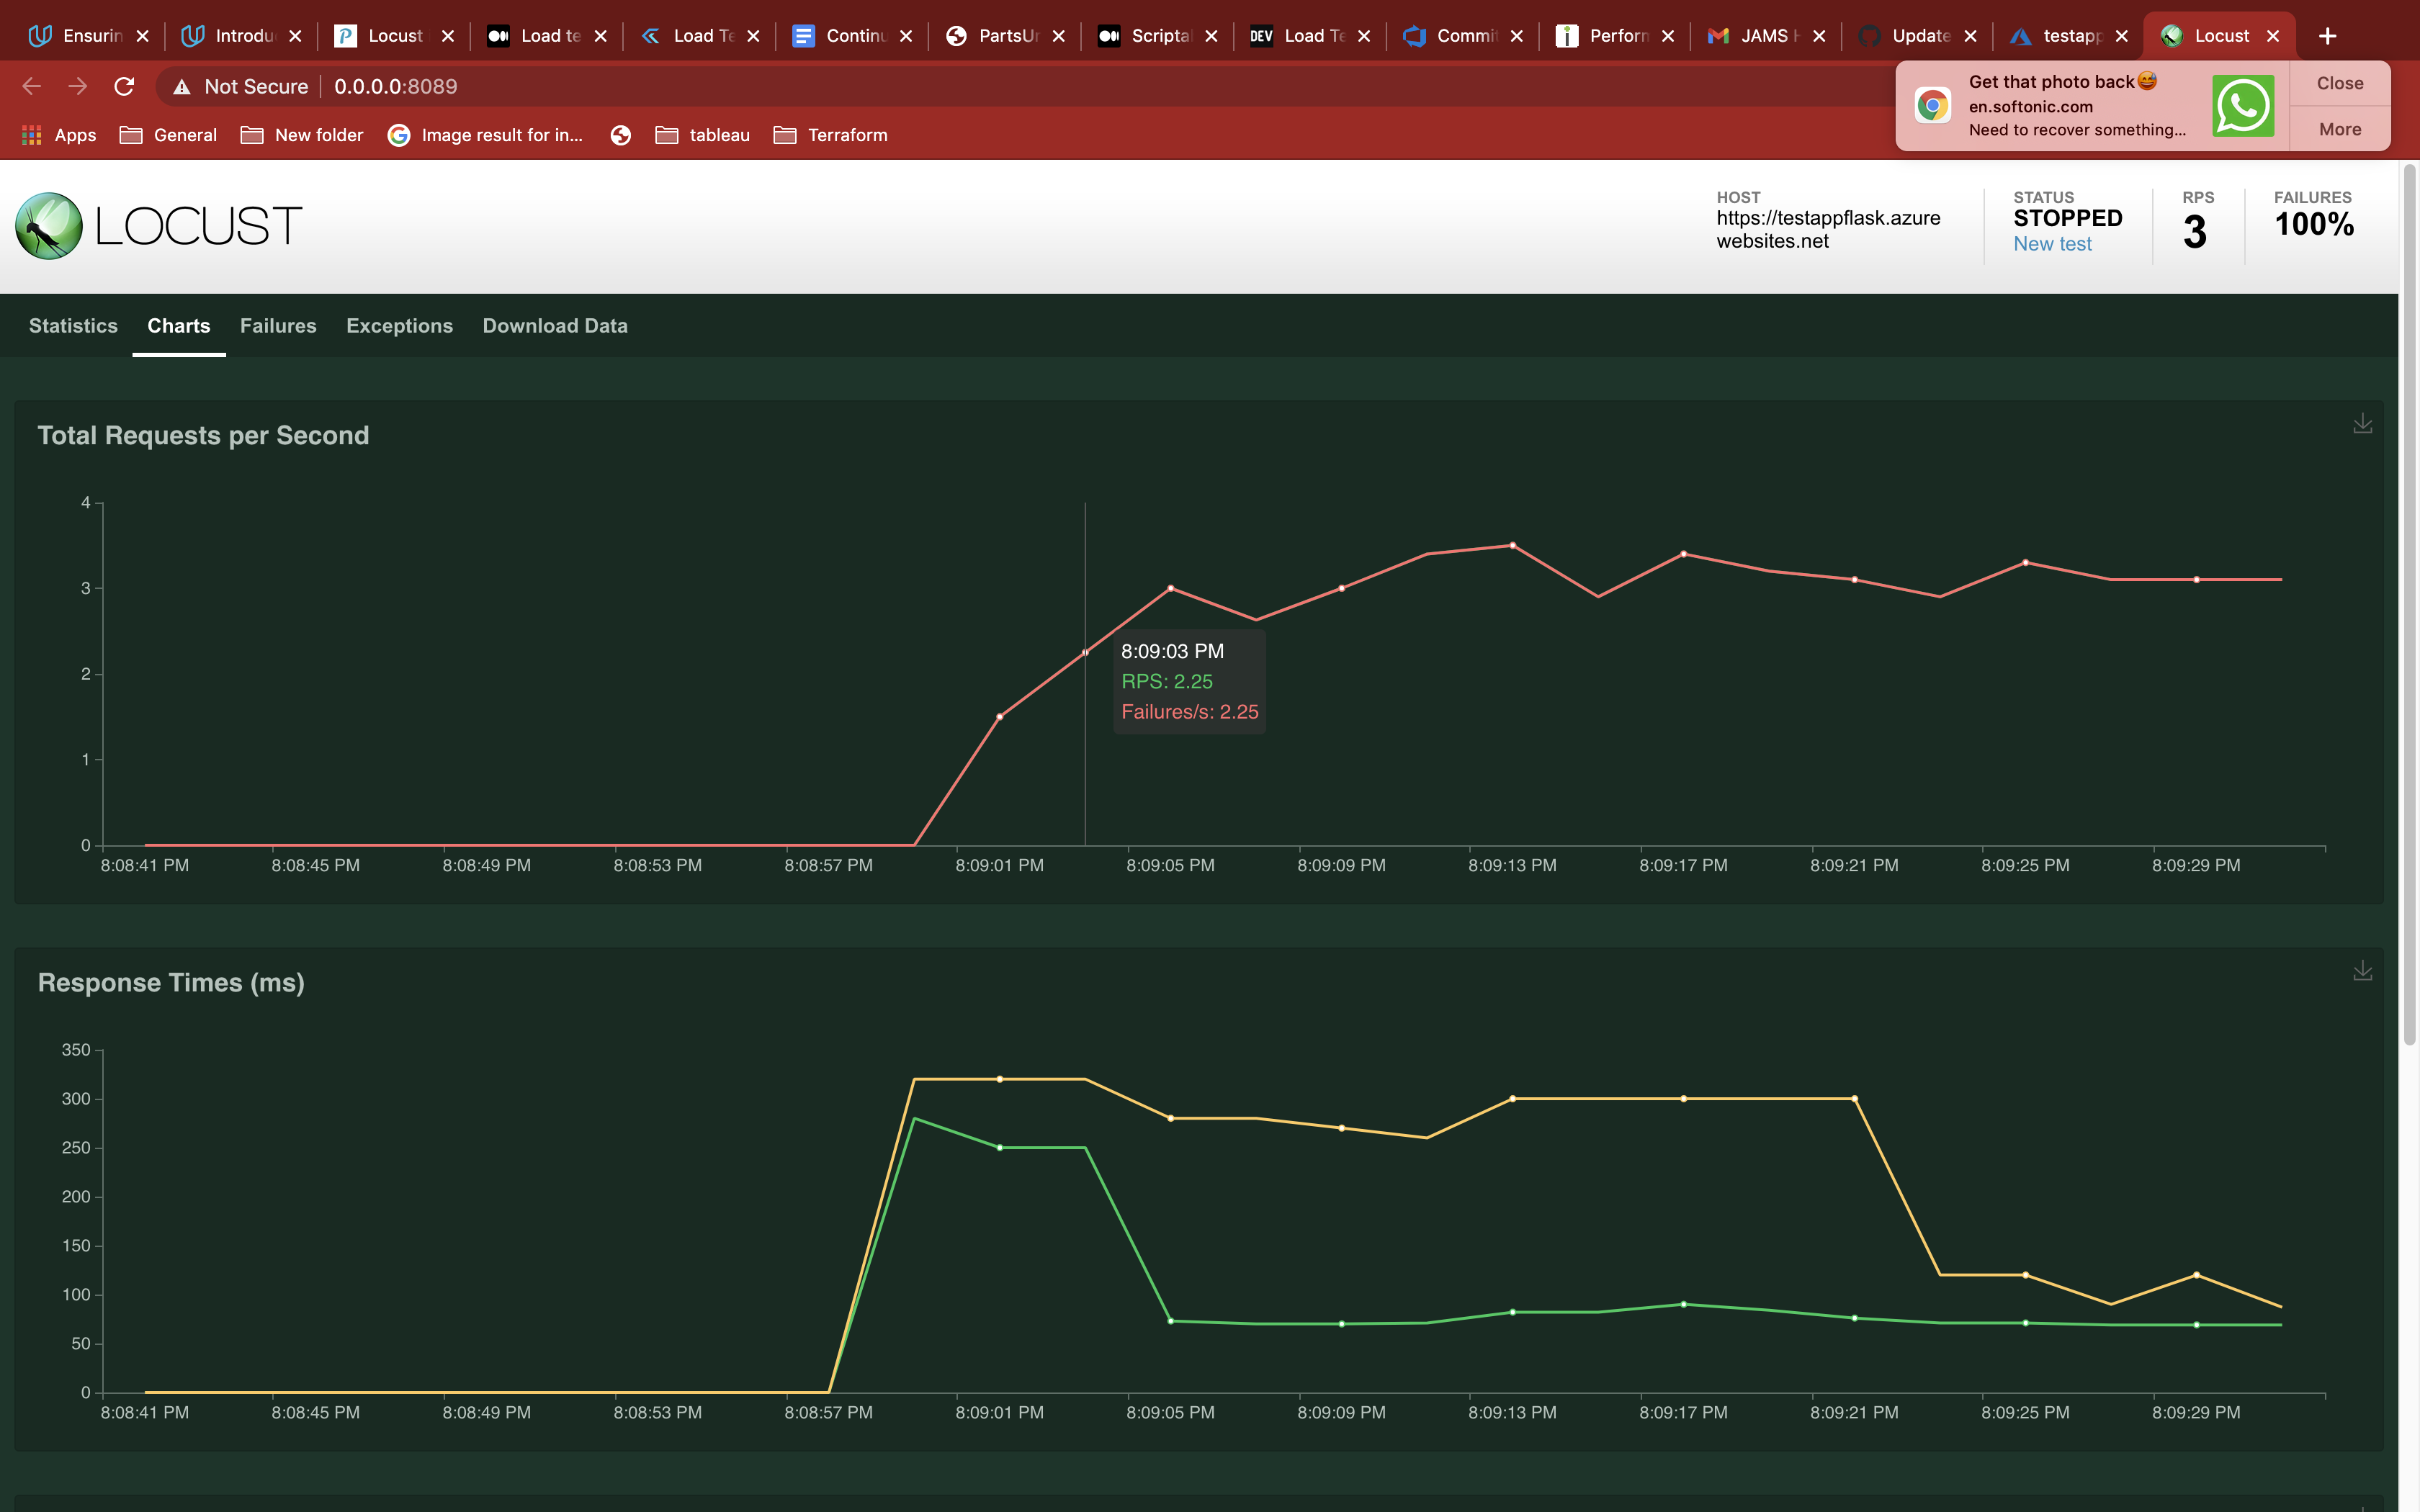 Ensurin
Introdu
Locust
Load te
Load Te
Continu
PartsUn
Scriptal
DEV
Load Te
Commit
Perform
JAMS H
Update
testapp
Locust
Not Secure
0.0.0.0:8089
Get that photo back😅
en.softonic.com
Need to recover something...
Close
More
Apps
General
New folder
Image result for in...
tableau
Terraform
LOCUST
HOST
https://testappflask.azure
websites.net
STATUS
STOPPED
New test
RPS
3
FAILURES
100%
Statistics
Charts
Failures
Exceptions
Download Data
Total Requests per Second
4
3
2
1
0
8:09:03 PM
RPS: 2.25
Failures/s: 2.25
8:08:41 PM
8:08:45 PM
8:08:49 PM
8:08:53 PM
8:08:57 PM
8:09:01 PM
8:09:05 PM
8:09:09 PM
8:09:13 PM
8:09:17 PM
8:09:21 PM
8:09:25 PM
8:09:29 PM
Response Times (ms)
350
300
250
200
150
100
50
0
8:08:41 PM
8:08:45 PM
8:08:49 PM
8:08:53 PM
8:08:57 PM
8:09:01 PM
8:09:05 PM
8:09:09 PM
8:09:13 PM
8:09:17 PM
8:09:21 PM
8:09:25 PM
8:09:29 PM